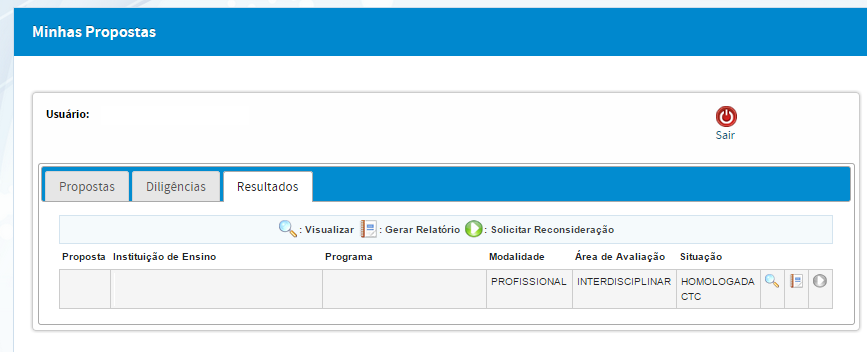 Minhas Propostas
Usuário:
Sair
Propostas Diligências Resultados
: Visualizar : Gerar Relatório : Solicitar Reconsideração
Proposta Instituição de Ensino Programa Modalidade Área de Avaliação Situação
PROFISSIONAL INTERDISCIPLINAR HOMOLOGADA
CTC